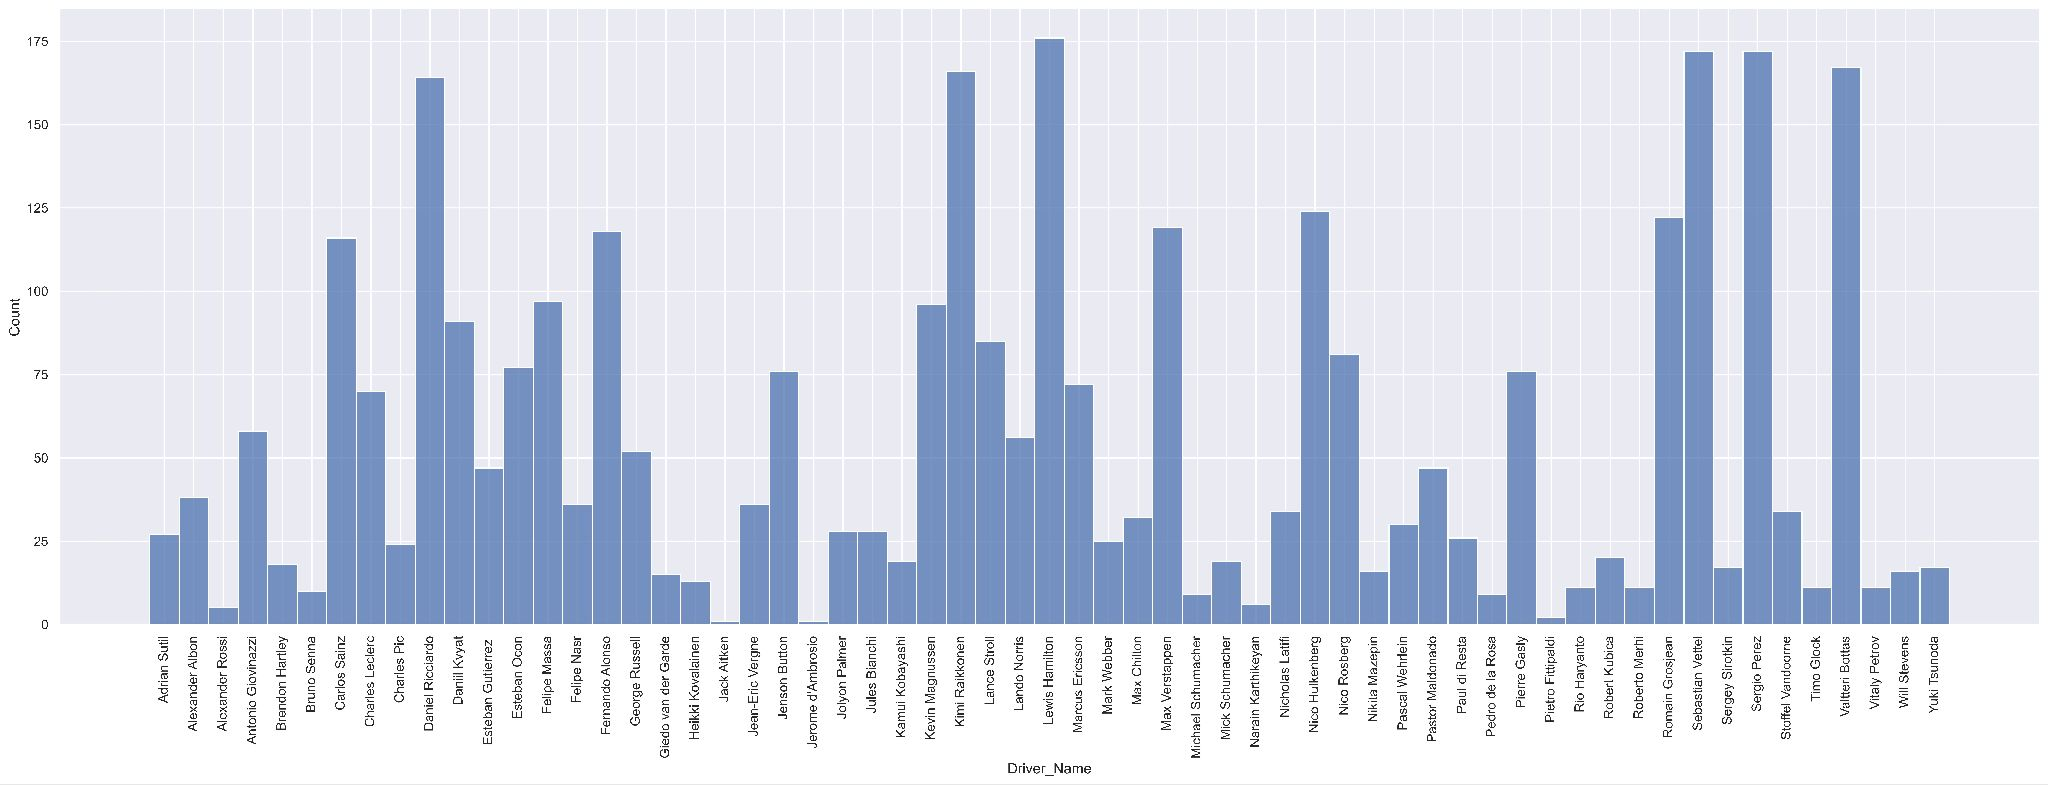 175
150
125
100
75
50
25
0
Count
Adrian Sutil
Alexander Albon
Alexander Rossi
Antonio Giovinazzi
Brendon Hartley
Bruno Senna
Carlos Sainz
Charles Leclerc
Charles Pic
Daniel Ricciardo
Daniil Kvyat
Esteban Gutierrez
Esteban Ocon
Felipe Massa
Felipe Nasr
Fernando Alonso
George Russell
Giedo van der Garde
Heikki Kovalainen
Jack Aitken
Jean-Eric Vergne
Jenson Button
Jerome d'Ambrosio
Jolyon Palmer
Jules Bianchi
Kamui Kobayashi
Kevin Magnussen
Kimi Raikkonen
Lance Stroll
Lando Norris
Lewis Hamilton
Marcus Ericsson
Mark Webber
Max Chilton
Max Verstappen
Michael Schumacher
Mick Schumacher
Narain Karthikeyan
Nicholas Latifi
Nico Hulkenberg
Nico Rosberg
Nikita Mazepin
Pascal Wehrlein
Pastor Maldonado
Paul di Resta
Pedro de la Rosa
Pierre Gasly
Pietro Fittipaldi
Rio Haryanto
Robert Kubica
Roberto Merhi
Romain Grosjean
Sebastian Vettel
Sergey Sirotkin
Sergio Perez
Stoffel Vandoorne
Timo Glock
Valtteri Bottas
Vitaly Petrov
Will Stevens
Yuki Tsunoda
Driver_Name